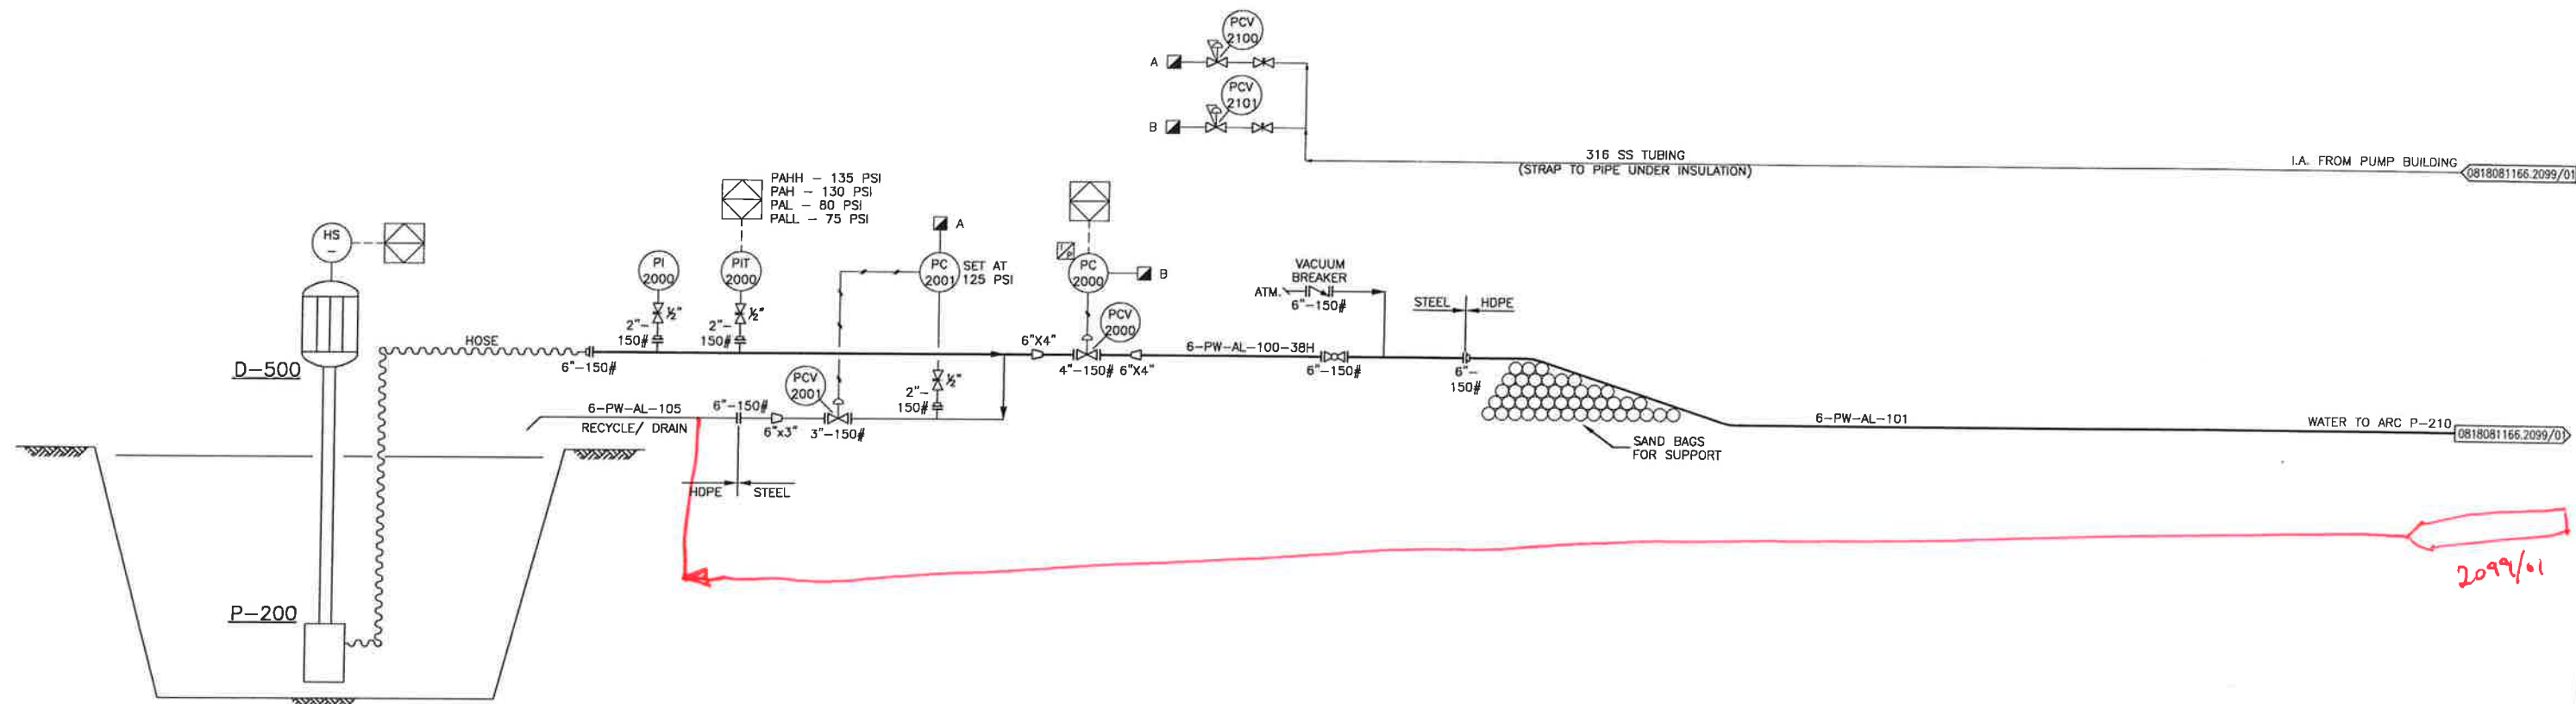 PCV
2100
A
PCV
2101
B
316 SS TUBING
(STRAP TO PIPE UNDER INSULATION)
I.A. FROM PUMP BUILDING
0818081166.2099/01
PAHH - 135 PSI
PAH - 130 PSI
PAL - 80 PSI
PALL - 75 PSI
HS
-
PI
2000
PIT
2000
A
PC
2001
SET AT
125 PSI
I/P
PC
2000
B
VACUUM
BREAKER
ATM.
6"-150#
STEEL
HDPE
½"
2"-
150#
½"
2"-
150#
PCV
2000
HOSE
6"-150#
6"X4"
4"-150#
6"X4"
6-PW-AL-100-38H
6"-150#
6"-
150#
D-500
PCV
2001
½"
2"-
150#
6-PW-AL-105
RECYCLE/ DRAIN
6"-150#
6"x3"
3"-150#
6-PW-AL-101
WATER TO ARC P-210
0818081166.2099/01
SAND BAGS
FOR SUPPORT
HDPE
STEEL
2099/01
P-200